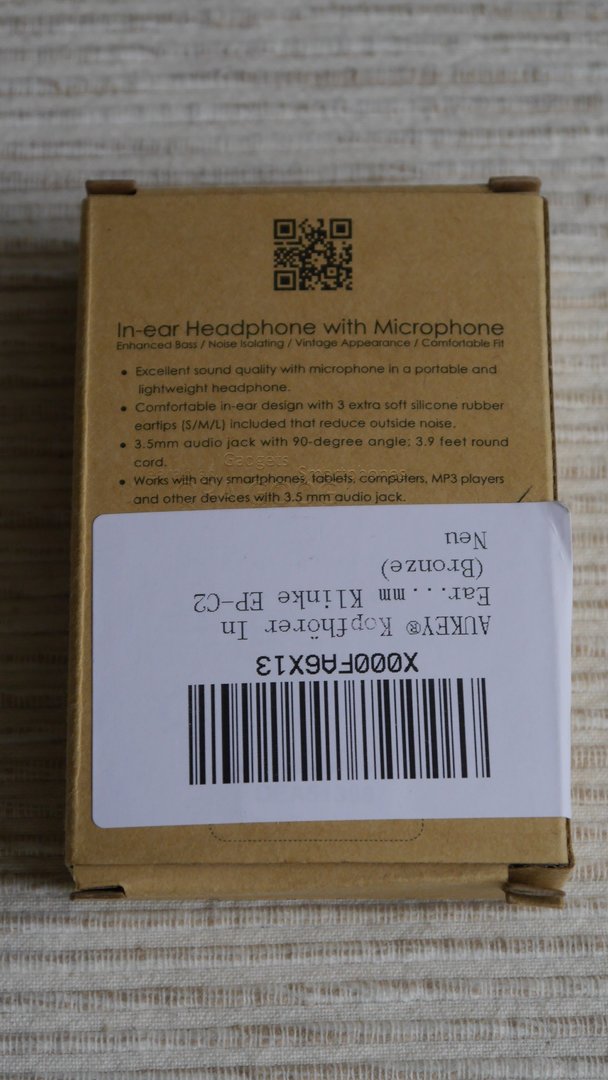 In-ear Headphone with Microphone
Enhanced Bass / Noise Isolating / Vintage Appearance / Comfortable Fit
• Excellent sound quality with microphone in a portable and
lightweight headphone.
• Comfortable in-ear design with 3 extra soft silicone rubber
eartips (S/M/L) included that reduce outside noise.
• 3.5mm audio jack with 90-degree angle; 3.9 feet round
cord.
• Works with any smartphones, tablets, computers, MP3 players
and other devices with 3.5 mm audio jack.
X000FA6X13
AUKEY® Kopfhörer In
Ear...mm Klinke EP-C2
(Bronze)
Neu